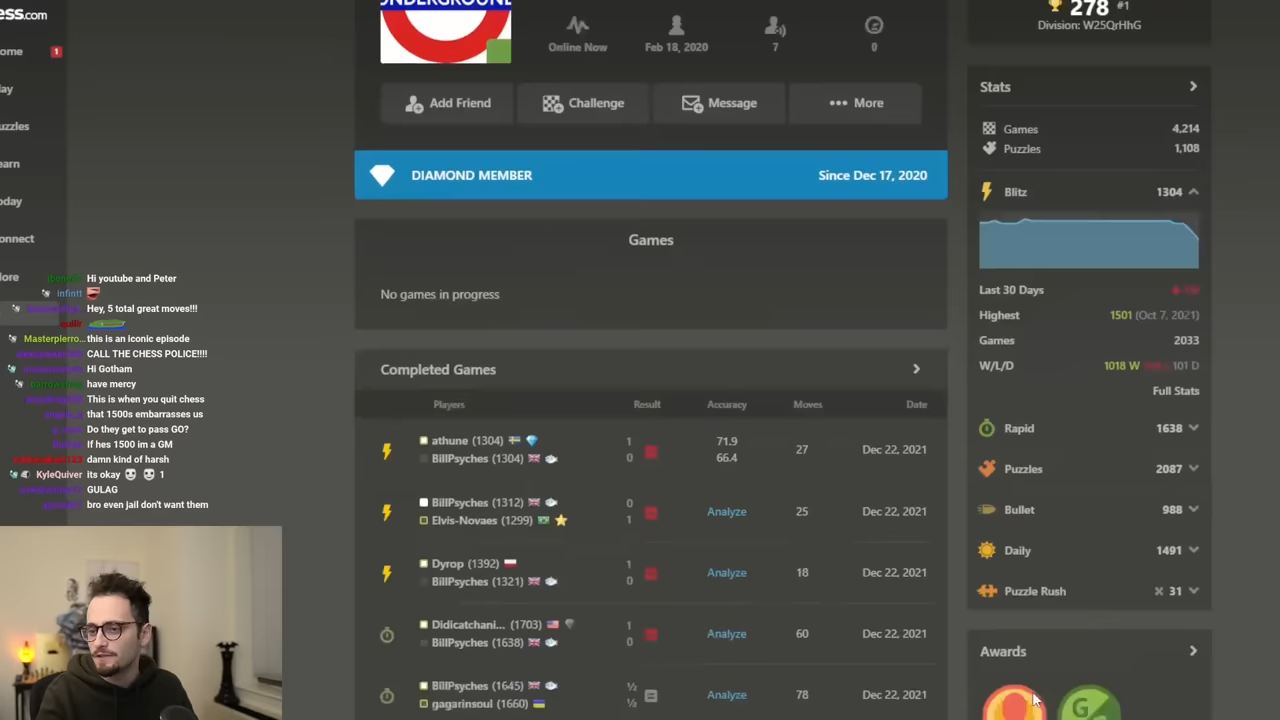 ess.com
ome 1
ay
uzzles
earn
oday
onnect
ore
UNDERGROUND
Online Now
Feb 18, 2020
7
0
Add Friend
Challenge
Message
More
DIAMOND MEMBER Since Dec 17, 2020
Games
No games in progress
Completed Games
Players Result Accuracy Moves Date
athune (1304) 1 71.9
BillPsyches (1304) 0 66.4
27 Dec 22, 2021
BillPsyches (1312) 0
Elvis-Novaes (1299) 1
Analyze 25 Dec 22, 2021
Dyrop (1392) 1
BillPsyches (1321) 0
Analyze 18 Dec 22, 2021
Didicatchani... (1703) 1
BillPsyches (1638) 0
Analyze 60 Dec 22, 2021
BillPsyches (1645) ½
gagarinsoul (1660) ½
Analyze 78 Dec 22, 2021
278 #1
Division: W25QrHhG
Stats
Games 4,214
Puzzles 1,108
Blitz 1304
Last 30 Days
Highest 1501 (Oct 7, 2021)
Games 2033
W/L/D 1018 W 101 D
Full Stats
Rapid 1638
Puzzles 2087
Bullet 988
Daily 1491
Puzzle Rush 31
Awards
G
Hi youtube and Peter
infintt
Hey, 5 total great moves!!!
Masterpierro... this is an iconic episode
CALL THE CHESS POLICE!!!!
Hi Gotham
have mercy
This is when you quit chess
that 1500s embarrasses us
Do they get to pass GO?
If hes 1500 im a GM
damn kind of harsh
KyleQuiver its okay 1
GULAG
bro even jail don't want them